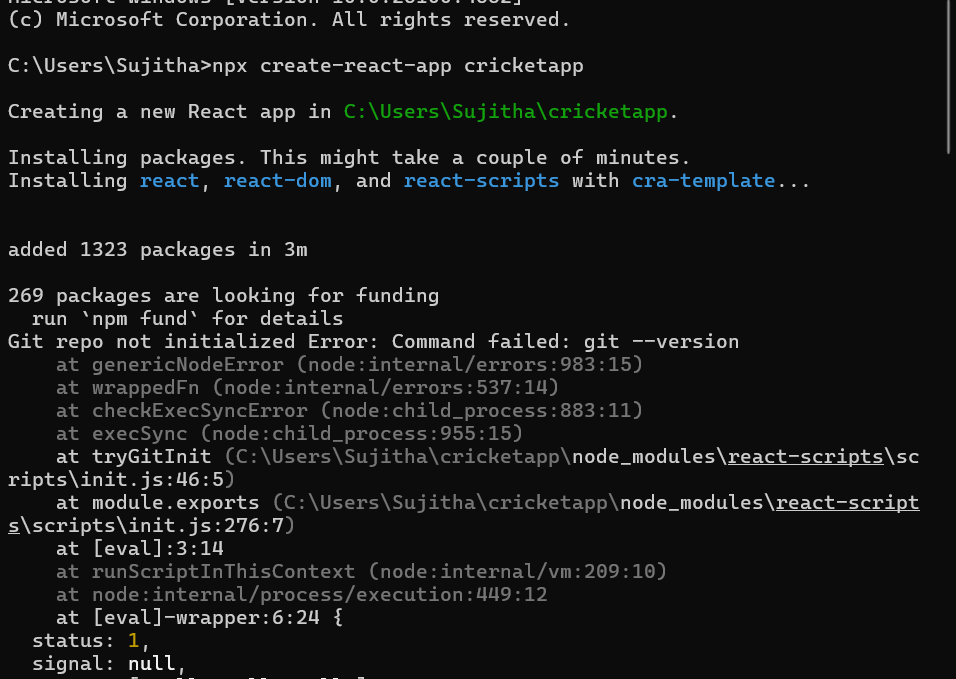 (c) Microsoft Corporation. All rights reserved.
C:\Users\Sujitha>npx create-react-app cricketapp
Creating a new React app in C:\Users\Sujitha\cricketapp.
Installing packages. This might take a couple of minutes.
Installing react, react-dom, and react-scripts with cra-template...
added 1323 packages in 3m
269 packages are looking for funding
  run `npm fund` for details
Git repo not initialized Error: Command failed: git --version
    at genericNodeError (node:internal/errors:983:15)
    at wrappedFn (node:internal/errors:537:14)
    at checkExecSyncError (node:child_process:883:11)
    at execSync (node:child_process:955:15)
    at tryGitInit (C:\Users\Sujitha\cricketapp\node_modules\react-scripts\sc
ripts\init.js:46:5)
    at module.exports (C:\Users\Sujitha\cricketapp\node_modules\react-script
s\scripts\init.js:276:7)
    at [eval]:3:14
    at runScriptInThisContext (node:internal/vm:209:10)
    at node:internal/process/execution:449:12
    at [eval]-wrapper:6:24 {
  status: 1,
  signal: null,